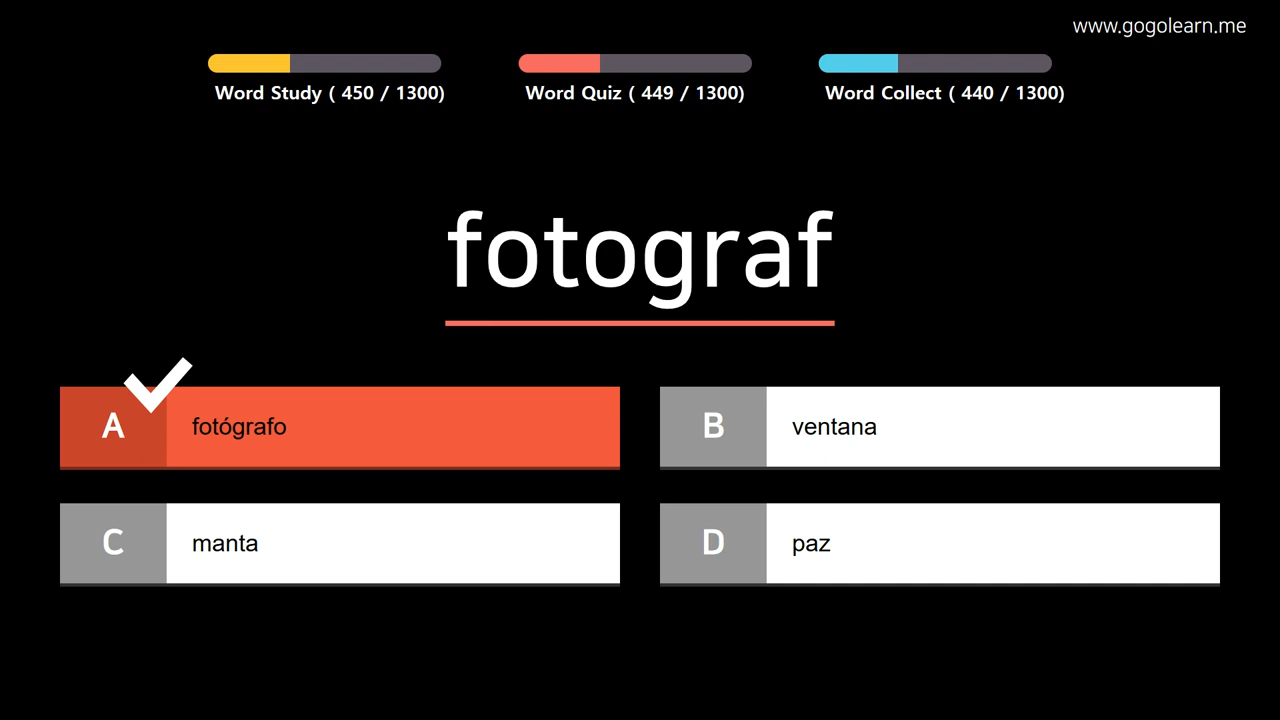 www.gogolearn.me
Word Study ( 450 / 1300)
Word Quiz ( 449 / 1300)
Word Collect ( 440 / 1300)
fotograf
A fotógrafo
B ventana
C manta
D paz